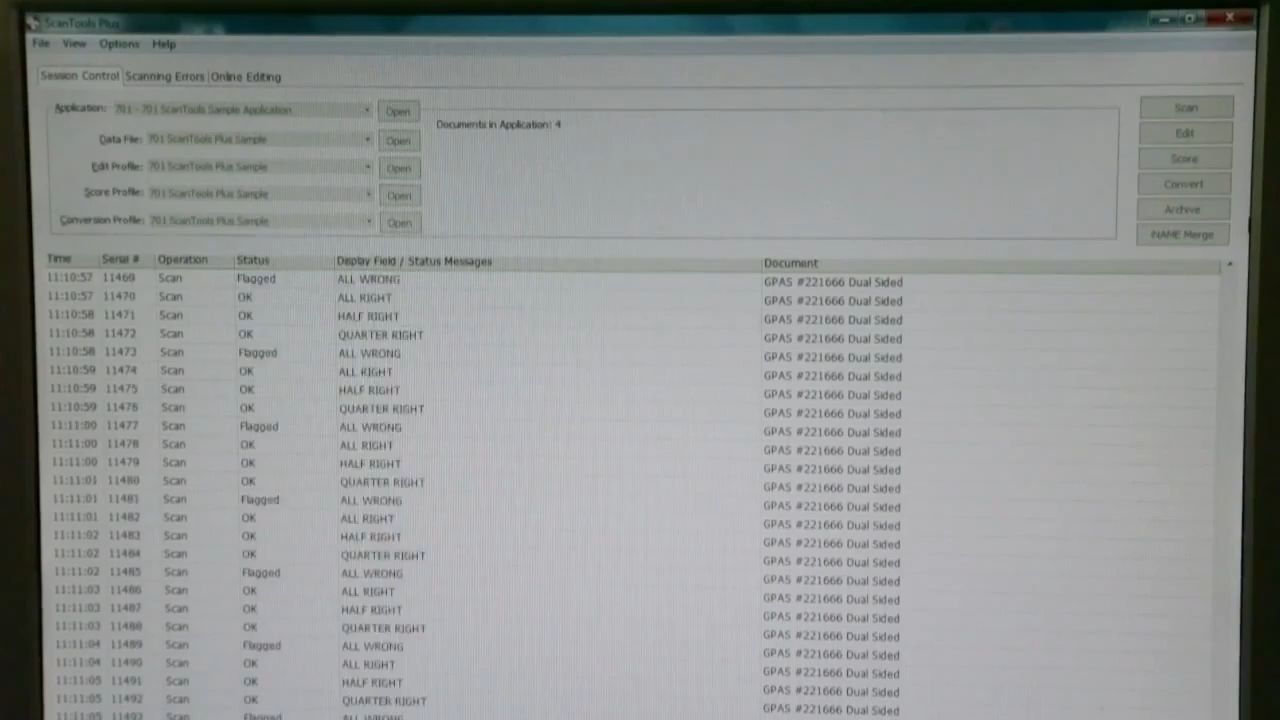 ScanTools Plus
File View Options Help
Session Control Scanning Errors Online Editing
Application: 701 - 701 ScanTools Sample Application Open
Documents in Application: 4
Data File: 701 ScanTools Plus Sample Open
Edit Profile: 701 ScanTools Plus Sample Open
Score Profile: 701 ScanTools Plus Sample Open
Conversion Profile: 701 ScanTools Plus Sample Open
Scan
Edit
Score
Convert
Archive
iNAME Merge
Time Serial # Operation Status Display Field / Status Messages Document
11:10:57 11469 Scan Flagged ALL WRONG GPAS #221666 Dual Sided
11:10:57 11470 Scan OK ALL RIGHT GPAS #221666 Dual Sided
11:10:58 11471 Scan OK HALF RIGHT GPAS #221666 Dual Sided
11:10:58 11472 Scan OK QUARTER RIGHT GPAS #221666 Dual Sided
11:10:58 11473 Scan Flagged ALL WRONG GPAS #221666 Dual Sided
11:10:59 11474 Scan OK ALL RIGHT GPAS #221666 Dual Sided
11:10:59 11475 Scan OK HALF RIGHT GPAS #221666 Dual Sided
11:10:59 11476 Scan OK QUARTER RIGHT GPAS #221666 Dual Sided
11:11:00 11477 Scan Flagged ALL WRONG GPAS #221666 Dual Sided
11:11:00 11478 Scan OK ALL RIGHT GPAS #221666 Dual Sided
11:11:00 11479 Scan OK HALF RIGHT GPAS #221666 Dual Sided
11:11:01 11480 Scan OK QUARTER RIGHT GPAS #221666 Dual Sided
11:11:01 11481 Scan Flagged ALL WRONG GPAS #221666 Dual Sided
11:11:01 11482 Scan OK ALL RIGHT GPAS #221666 Dual Sided
11:11:02 11483 Scan OK HALF RIGHT GPAS #221666 Dual Sided
11:11:02 11484 Scan OK QUARTER RIGHT GPAS #221666 Dual Sided
11:11:02 11485 Scan Flagged ALL WRONG GPAS #221666 Dual Sided
11:11:03 11486 Scan OK ALL RIGHT GPAS #221666 Dual Sided
11:11:03 11487 Scan OK HALF RIGHT GPAS #221666 Dual Sided
11:11:03 11488 Scan OK QUARTER RIGHT GPAS #221666 Dual Sided
11:11:04 11489 Scan Flagged ALL WRONG GPAS #221666 Dual Sided
11:11:04 11490 Scan OK ALL RIGHT GPAS #221666 Dual Sided
11:11:05 11491 Scan OK HALF RIGHT GPAS #221666 Dual Sided
11:11:05 11492 Scan OK QUARTER RIGHT GPAS #221666 Dual Sided
11:11:05 11493 Scan Flagged ALL WRONG